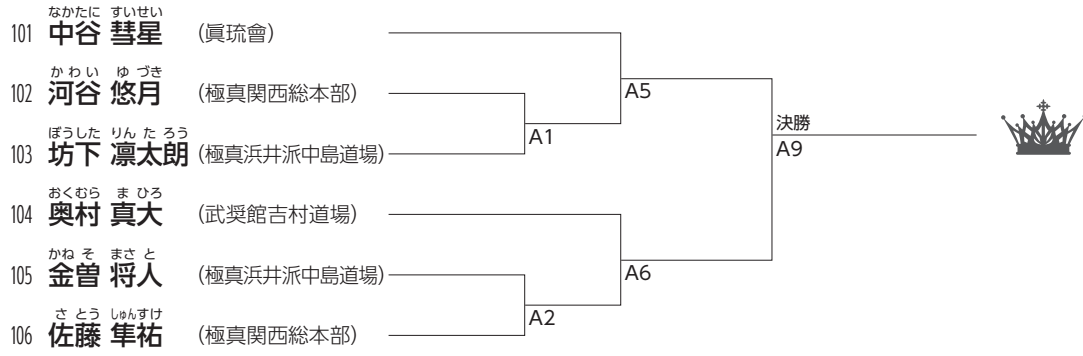 なかたに すいせい
101 中谷 彗星 (眞琉會)
かわい ゆづき
102 河谷 悠月 (極真関西総本部)
A5
決勝
A9
A1
ぼうした りんたろう
103 坊下 凛太朗 (極真浜井派中島道場)
おくむら まひろ
104 奥村 真大 (武奨館吉村道場)
かねそ まさと
105 金曽 将人 (極真浜井派中島道場)
A6
A2
さとう しゅんすけ
106 佐藤 隼祐 (極真関西総本部)